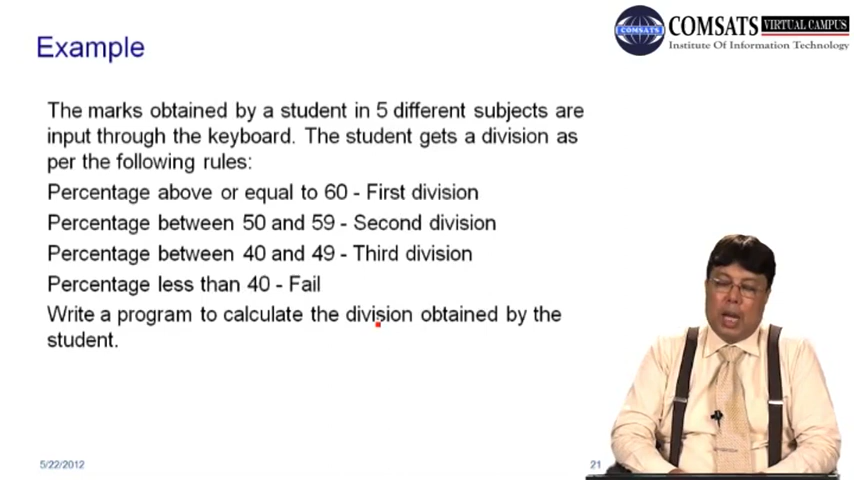 Example
COMSATS VIRTUAL CAMPUS
COMSATS
Institute Of Information Technology
The marks obtained by a student in 5 different subjects are
input through the keyboard. The student gets a division as
per the following rules:
Percentage above or equal to 60 - First division
Percentage between 50 and 59 - Second division
Percentage between 40 and 49 - Third division
Percentage less than 40 - Fail
Write a program to calculate the division obtained by the
student.
5/22/2012
21